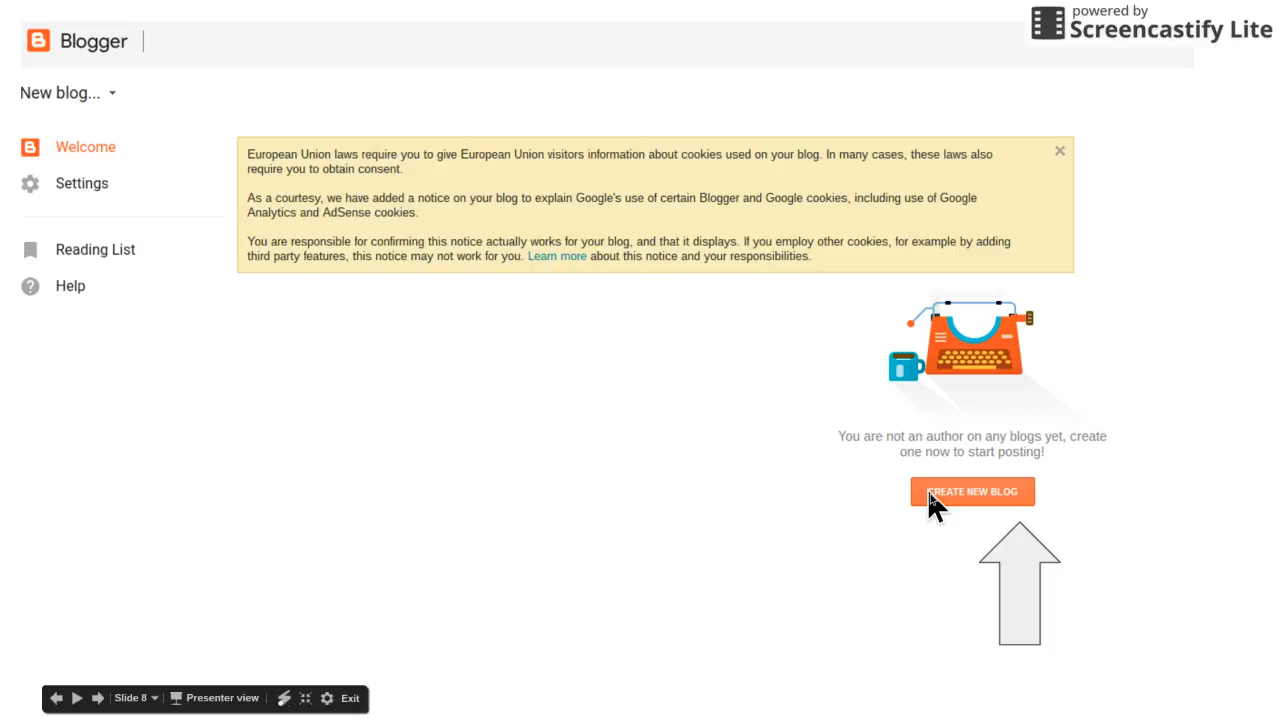 powered by
Screencastify Lite
Blogger
New blog...
Welcome
Settings
Reading List
Help
European Union laws require you to give European Union visitors information about cookies used on your blog. In many cases, these laws also
require you to obtain consent.
As a courtesy, we have added a notice on your blog to explain Google's use of certain Blogger and Google cookies, including use of Google
Analytics and AdSense cookies.
You are responsible for confirming this notice actually works for your blog, and that it displays. If you employ other cookies, for example by adding
third party features, this notice may not work for you. Learn more about this notice and your responsibilities.
You are not an author on any blogs yet, create
one now to start posting!
CREATE NEW BLOG
Slide 8 Presenter view Exit